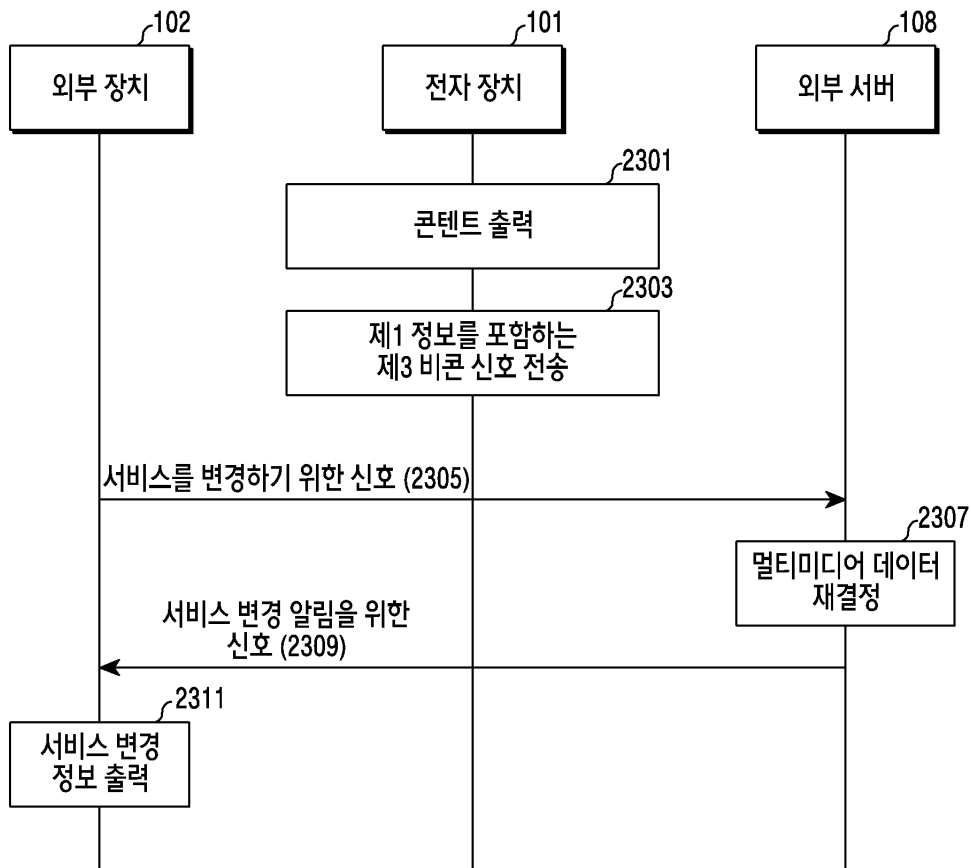 102
외부 장치
101
전자 장치
108
외부 서버
2301
콘텐트 출력
2303
제1 정보를 포함하는
제3 비콘 신호 전송
서비스를 변경하기 위한 신호 (2305)
2307
멀티미디어 데이터
재결정
서비스 변경 알림을 위한
신호 (2309)
2311
서비스 변경
정보 출력